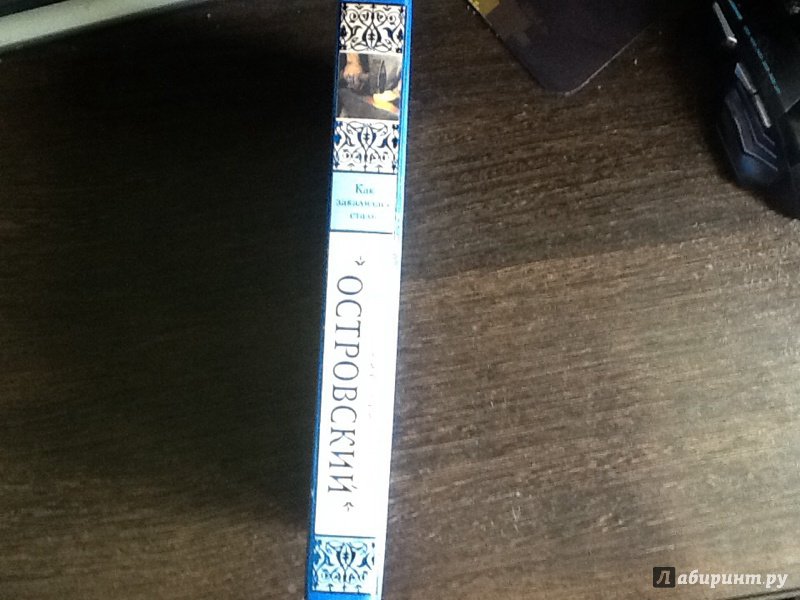 Как
закалялась
сталь
ОСТРОВСКИЙ
Лабиринт.ру